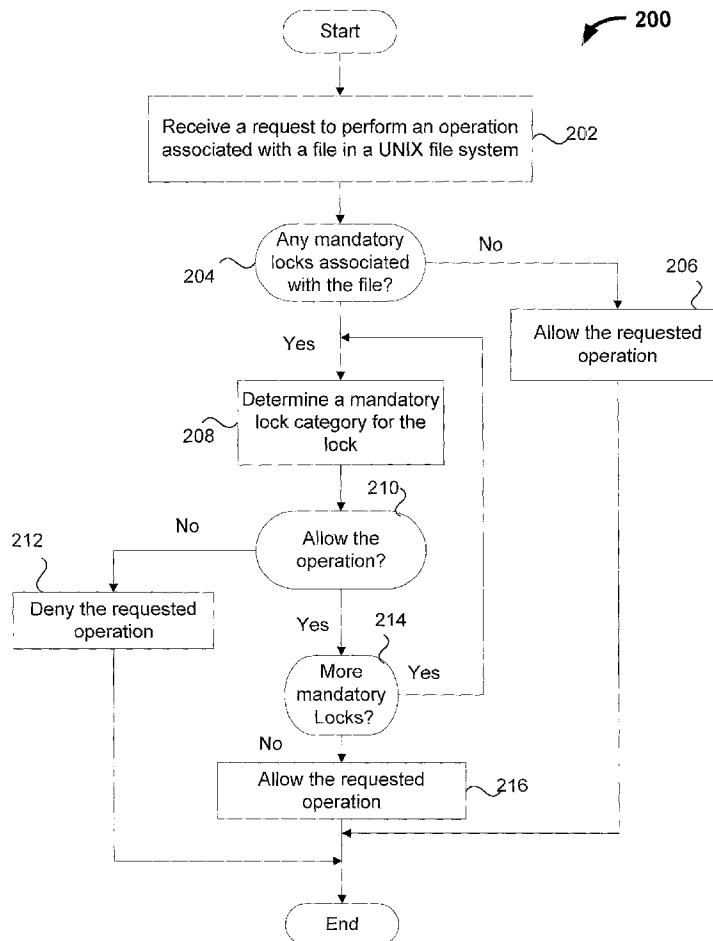 Start
200
Receive a request to perform an operation
associated with a file in a UNIX file system
202
Any mandatory
locks associated
with the file?
204
No
206
Allow the requested
operation
Yes
Determine a mandatory
lock category for the
lock
208
210
Allow the
operation?
No
212
Deny the requested
operation
Yes
214
More
mandatory
Locks?
Yes
No
Allow the requested
operation
216
End